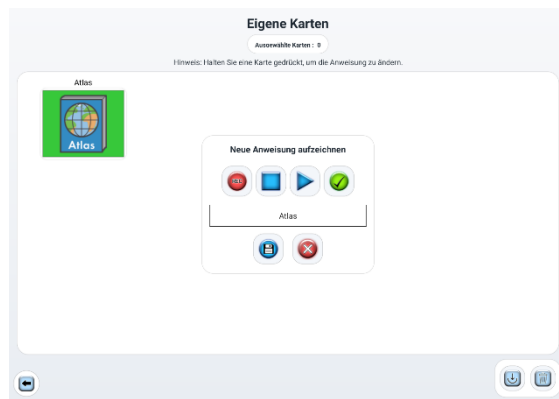 Eigene Karten
Ausgewählte Karten : 0
Hinweis: Halten Sie eine Karte gedrückt, um die Anweisung zu ändern.
Atlas
Atlas
Neue Anweisung aufzeichnen
Atlas